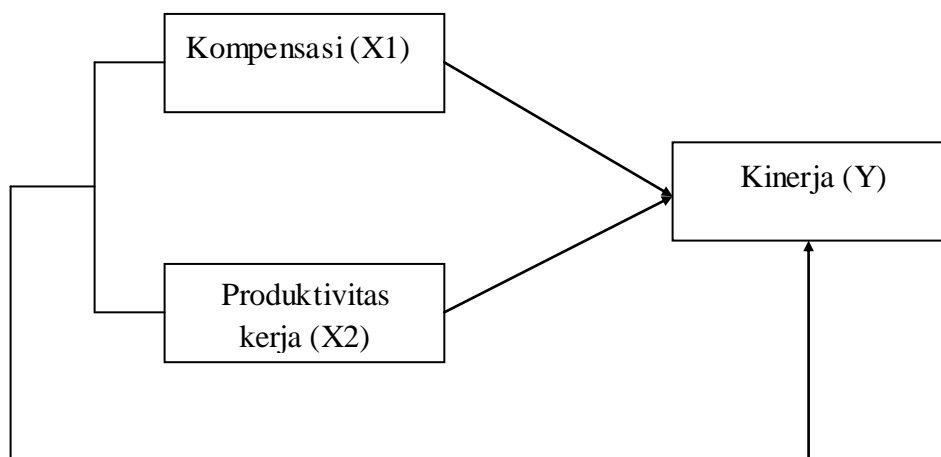 Kompensasi (X1)
Kinerja (Y)
Produktivitas
kerja (X2)